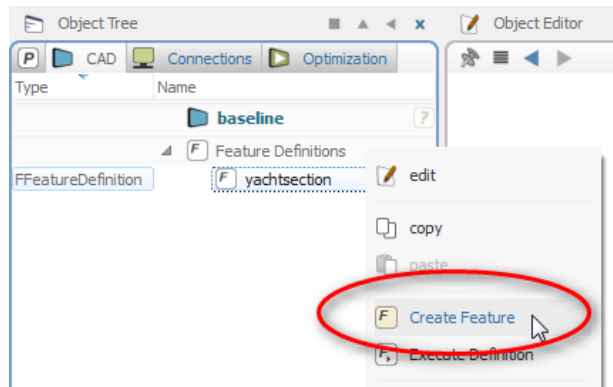 Object Tree
Object Editor
P CAD Connections Optimization
Type Name
baseline ?
F Feature Definitions
FFeatureDefinition F yachtsection
edit
copy
paste
F Create Feature
F Execute Definition